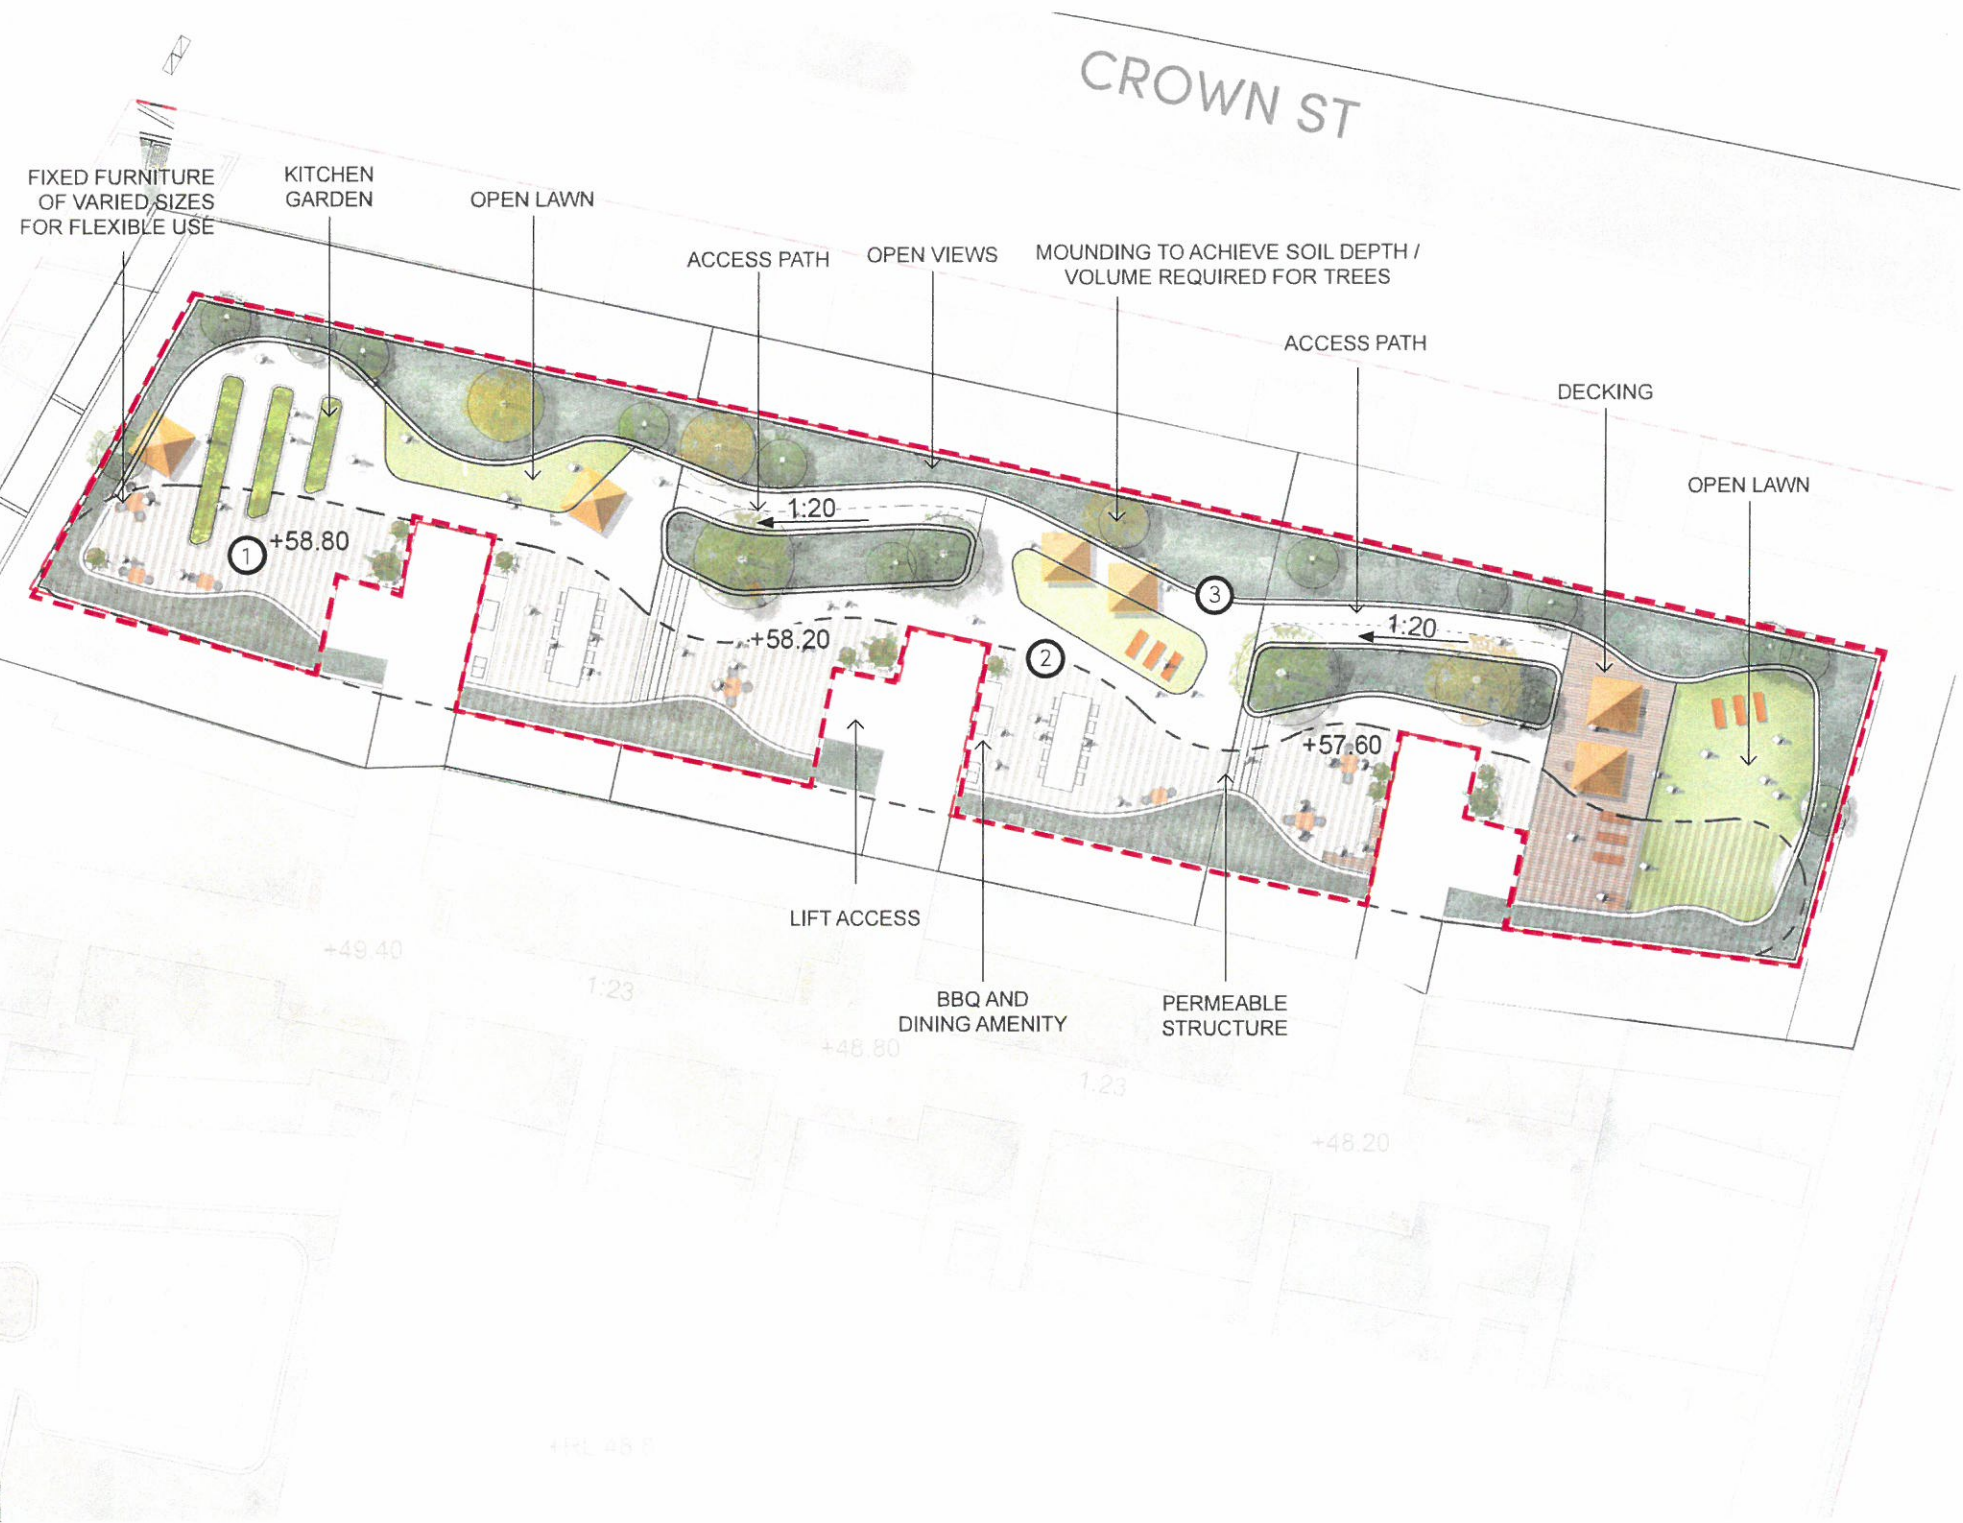 CROWN ST
FIXED FURNITURE
OF VARIED SIZES
FOR FLEXIBLE USE
KITCHEN
GARDEN
OPEN LAWN
ACCESS PATH
OPEN VIEWS
MOUNDING TO ACHIEVE SOIL DEPTH /
VOLUME REQUIRED FOR TREES
ACCESS PATH
DECKING
OPEN LAWN
1:20
1
+58.80
3
1:20
+58.20
2
+57.60
LIFT ACCESS
BBQ AND
DINING AMENITY
PERMEABLE
STRUCTURE
+49.40
1:23
+48.80
1:23
+48.20